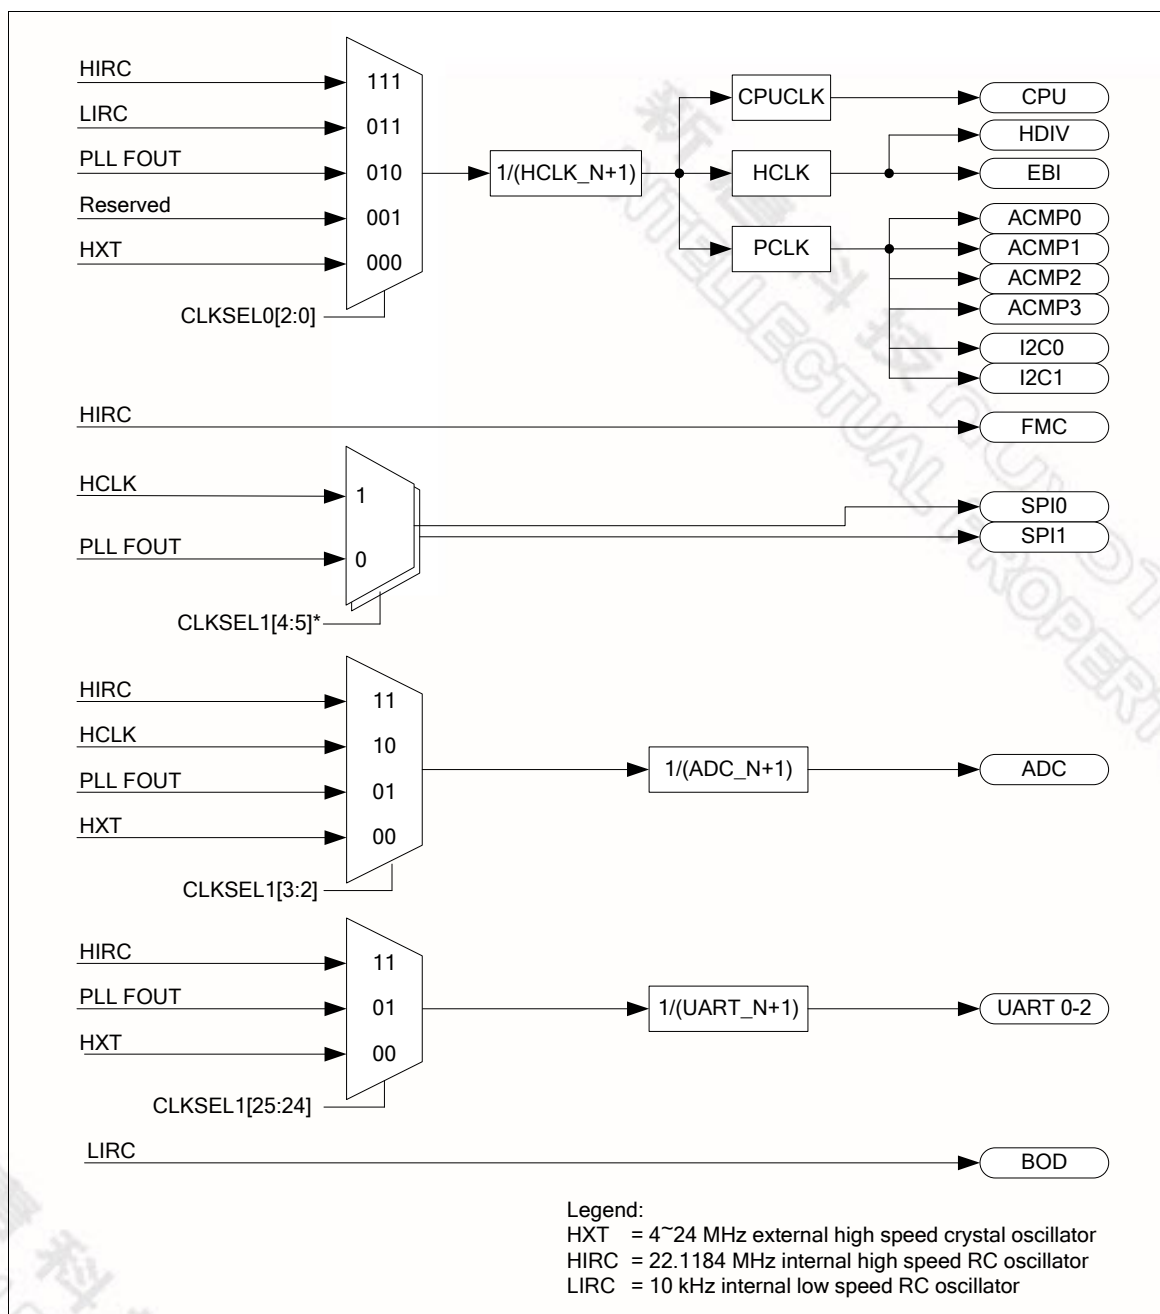 HIRC
111
LIRC
011
PLL FOUT
010
Reserved
001
HXT
000
CLKSEL0[2:0]
1/(HCLK_N+1)
CPUCLK
HCLK
PCLK
CPU
HDIV
EBI
ACMP0
ACMP1
ACMP2
ACMP3
I2C0
I2C1
HIRC
FMC
HCLK
1
PLL FOUT
0
CLKSEL1[4:5]*
SPI0
SPI1
HIRC
11
HCLK
10
PLL FOUT
01
HXT
00
CLKSEL1[3:2]
1/(ADC_N+1)
ADC
HIRC
11
PLL FOUT
01
HXT
00
CLKSEL1[25:24]
1/(UART_N+1)
UART 0-2
LIRC
BOD
Legend:
HXT = 4~24 MHz external high speed crystal oscillator
HIRC = 22.1184 MHz internal high speed RC oscillator
LIRC = 10 kHz internal low speed RC oscillator
INTELLECTUAL